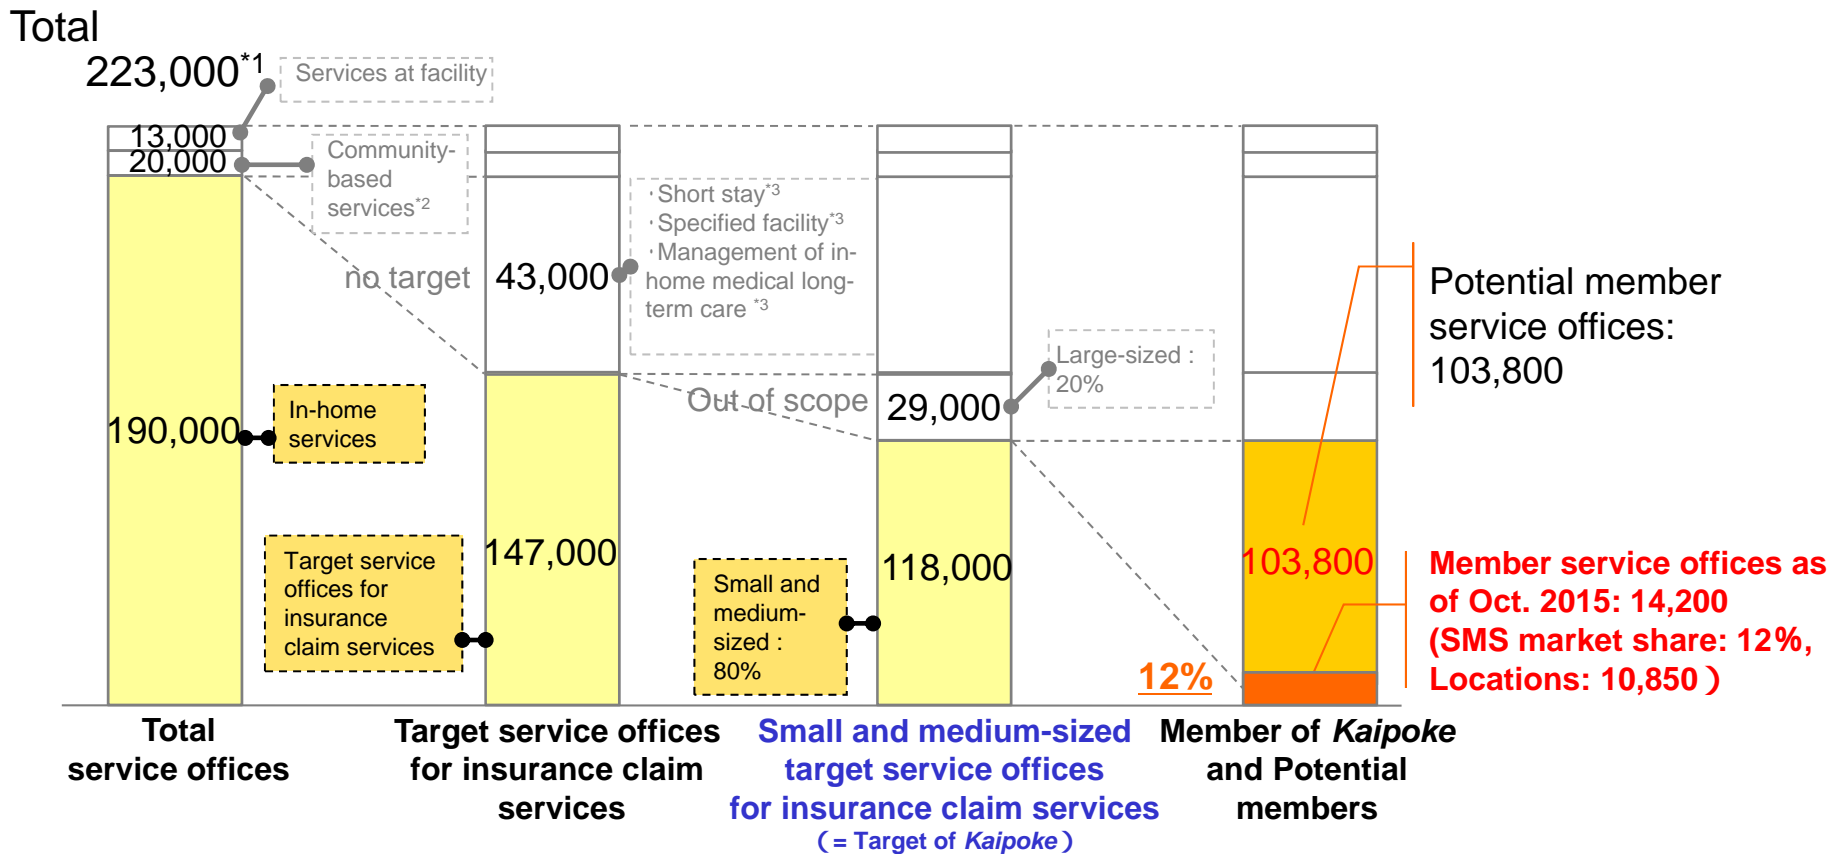 Total
223,000*1
Services at facility
13,000
20,000
Community-
based
services*2
no target
43,000
・Short stay*3
・Specified facility*3
・Management of in-
home medical long-
term care *3
Out of scope
29,000
Large-sized :
20%
Potential member
service offices:
103,800
190,000
In-home
services
Target service
offices for
insurance
claim services
147,000
Small and
medium-
sized :
80%
118,000
103,800
12%
Member service offices as
of Oct. 2015: 14,200
(SMS market share: 12%,
Locations: 10,850）
Total
service offices
Target service offices
for insurance claim
services
Small and medium-sized
target service offices
for insurance claim services
（= Target of Kaipoke）
Member of Kaipoke
and Potential
members